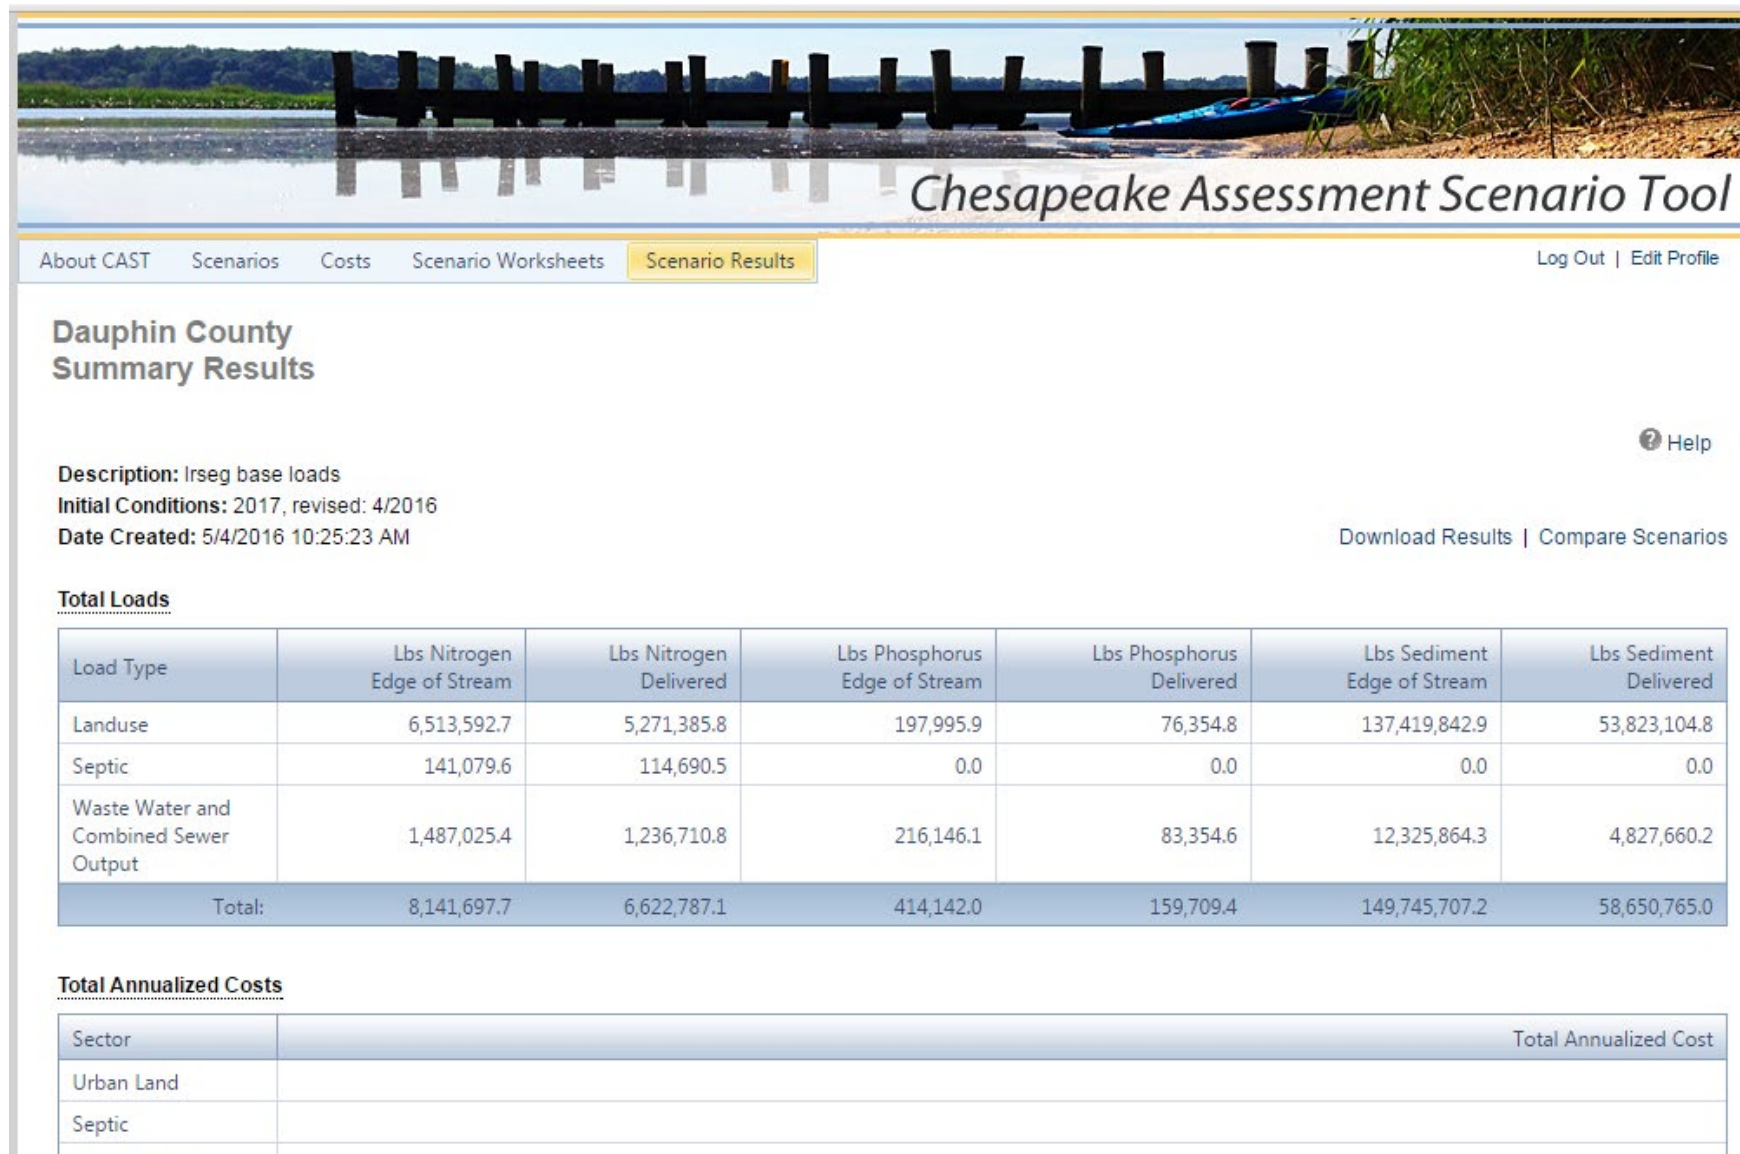 Chesapeake Assessment Scenario Tool
About CAST Scenarios Costs Scenario Worksheets Scenario Results Log Out | Edit Profile
Dauphin County
Summary Results
Help
Description: lrseg base loads
Initial Conditions: 2017, revised: 4/2016
Date Created: 5/4/2016 10:25:23 AM
Download Results | Compare Scenarios
Total Loads
Load Type Lbs Nitrogen Edge of Stream Lbs Nitrogen Delivered Lbs Phosphorus Edge of Stream Lbs Phosphorus Delivered Lbs Sediment Edge of Stream Lbs Sediment Delivered
Landuse 6,513,592.7 5,271,385.8 197,995.9 76,354.8 137,419,842.9 53,823,104.8
Septic 141,079.6 114,690.5 0.0 0.0 0.0 0.0
Waste Water and
Combined Sewer 1,487,025.4 1,236,710.8 216,146.1 83,354.6 12,325,864.3 4,827,660.2
Output
Total: 8,141,697.7 6,622,787.1 414,142.0 159,709.4 149,745,707.2 58,650,765.0
Total Annualized Costs
Sector Total Annualized Cost
Urban Land
Septic